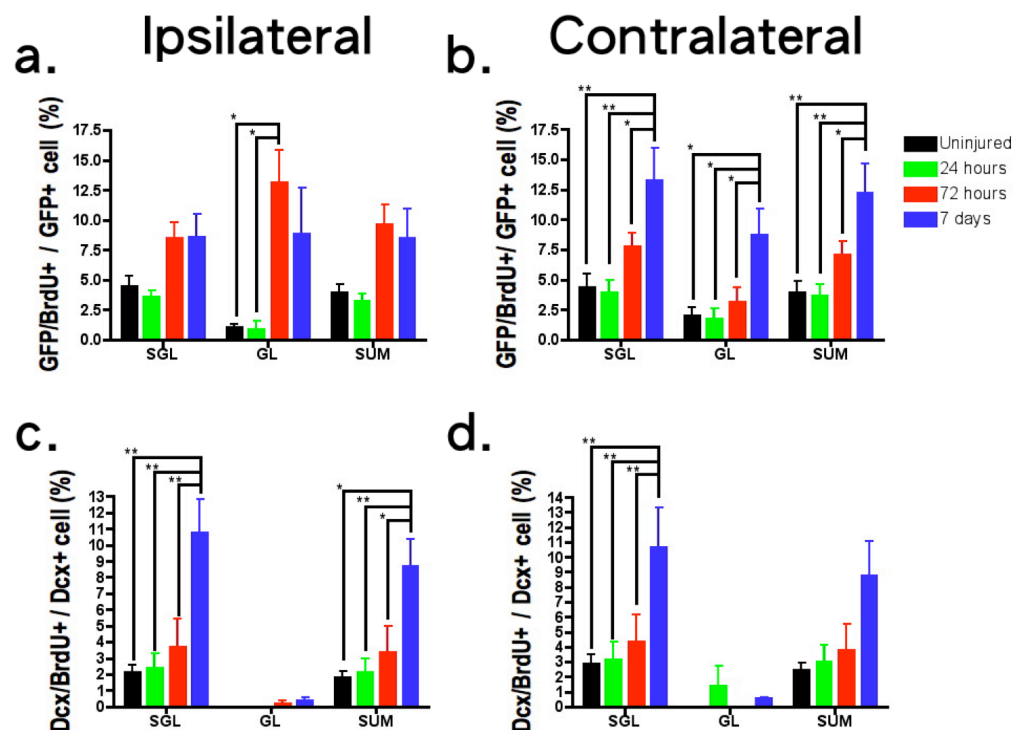 Ipsilateral
Contralateral
a.
GFP/BrdU+ / GFP+ cell (%)
17.5
15.0
12.5
10.0
7.5
5.0
2.5
0.0
*
*
SGL
GL
SUM
b.
GFP/BrdU+/ GFP+ cell (%)
17.5
15.0
12.5
10.0
7.5
5.0
2.5
0.0
**
**
*
*
*
*
**
**
*
SGL
GL
SUM
Uninjured
24 hours
72 hours
7 days
c.
Dcx/BrdU+ / Dcx+ cell (%)
13
12
11
10
9
8
7
6
5
4
3
2
1
0
**
**
**
*
**
*
SGL
GL
SUM
d.
Dcx/BrdU+ / Dcx+ cell (%)
14
13
12
11
10
9
8
7
6
5
4
3
2
1
0
**
**
**
SGL
GL
SUM